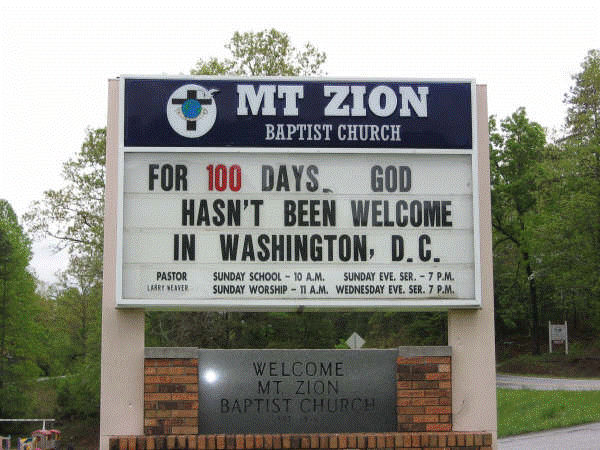 MT ZION
BAPTIST CHURCH
FOR 100 DAYS, GOD
HASN'T BEEN WELCOME
IN WASHINGTON, D.C.
PASTOR SUNDAY SCHOOL - 10 A.M. SUNDAY EVE. SER. - 7 P.M.
LARRY WEAVER SUNDAY WORSHIP - 11 A.M. WEDNESDAY EVE. SER. 7 P.M.
WELCOME
MT. ZION
BAPTIST CHURCH